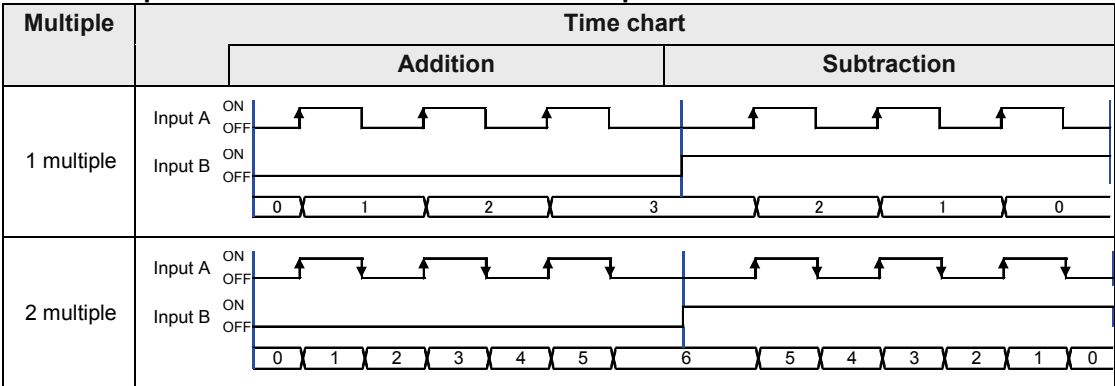 Multiple Time chart
Addition Subtraction
1 multiple
Input A ON OFF
Input B ON OFF
0 1 2 3 2 1 0
2 multiple
Input A ON OFF
Input B ON OFF
0 1 2 3 4 5 6 5 4 3 2 1 0